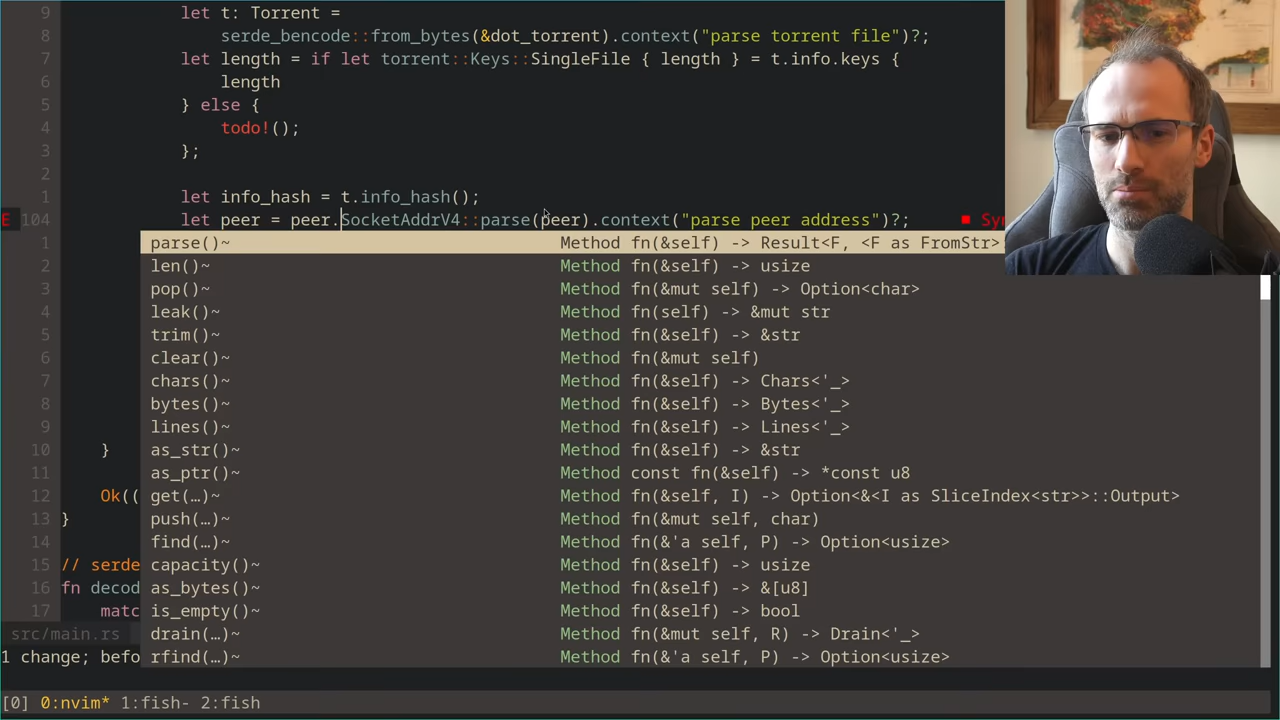 9 let t: Torrent =
8 serde_bencode::from_bytes(&dot_torrent).context("parse torrent file")?;
7 let length = if let torrent::Keys::SingleFile { length } = t.info.keys {
6 length
5 } else {
4 todo!();
3 };
2
1 let info_hash = t.info_hash();
E 104 let peer = peer.SocketAddrV4::parse(peer).context("parse peer address")?; ■ Syn
1 parse()~ Method fn(&self) -> Result<F, <F as FromStr>
2 len()~ Method fn(&self) -> usize
3 pop()~ Method fn(&mut self) -> Option<char>
4 leak()~ Method fn(self) -> &mut str
5 trim()~ Method fn(&self) -> &str
6 clear()~ Method fn(&mut self)
7 chars()~ Method fn(&self) -> Chars<'_>
8 bytes()~ Method fn(&self) -> Bytes<'_>
9 lines()~ Method fn(&self) -> Lines<'_>
10 } as_str()~ Method fn(&self) -> &str
11 as_ptr()~ Method const fn(&self) -> *const u8
12 Ok(( get(…)~ Method fn(&self, I) -> Option<&<I as SliceIndex<str>>::Output>
13 } push(…)~ Method fn(&mut self, char)
14 find(…)~ Method fn(&'a self, P) -> Option<usize>
15 // serde capacity()~ Method fn(&self) -> usize
16 fn decod as_bytes()~ Method fn(&self) -> &[u8]
17 matc is_empty()~ Method fn(&self) -> bool
src/main.rs drain(…)~ Method fn(&mut self, R) -> Drain<'_>
1 change; befo rfind(…)~ Method fn(&'a self, P) -> Option<usize>
[0] 0:nvim* 1:fish- 2:fish